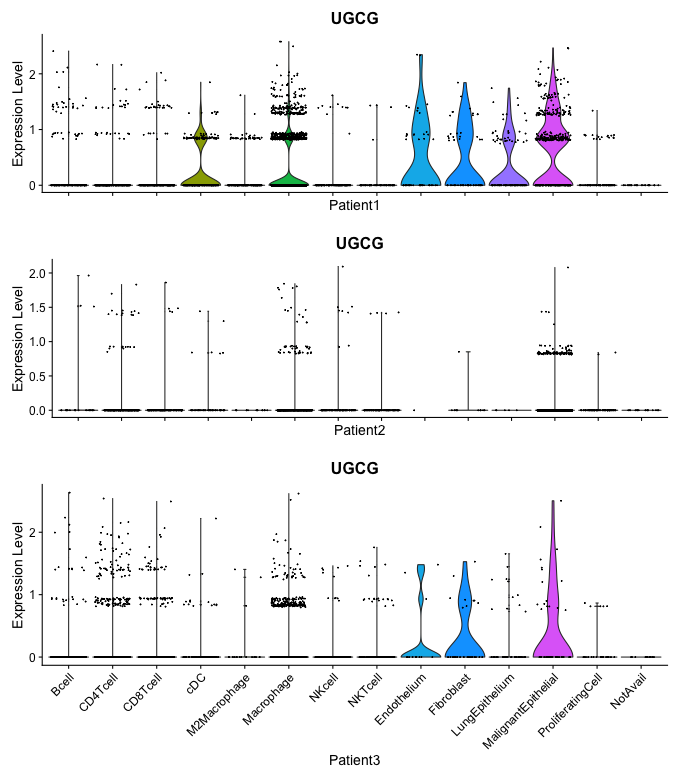 UGCG
Expression Level
2
1
0
Patient1
UGCG
Expression Level
2.0
1.5
1.0
0.5
0.0
Patient2
UGCG
Expression Level
2
1
0
Bcell
CD4Tcell
CD8Tcell
cDC
M2Macrophage
Macrophage
NKcell
NKTcell
Endothelium
Fibroblast
LungEpithelium
MalignantEpithelial
ProliferatingCell
NotAvail
Patient3